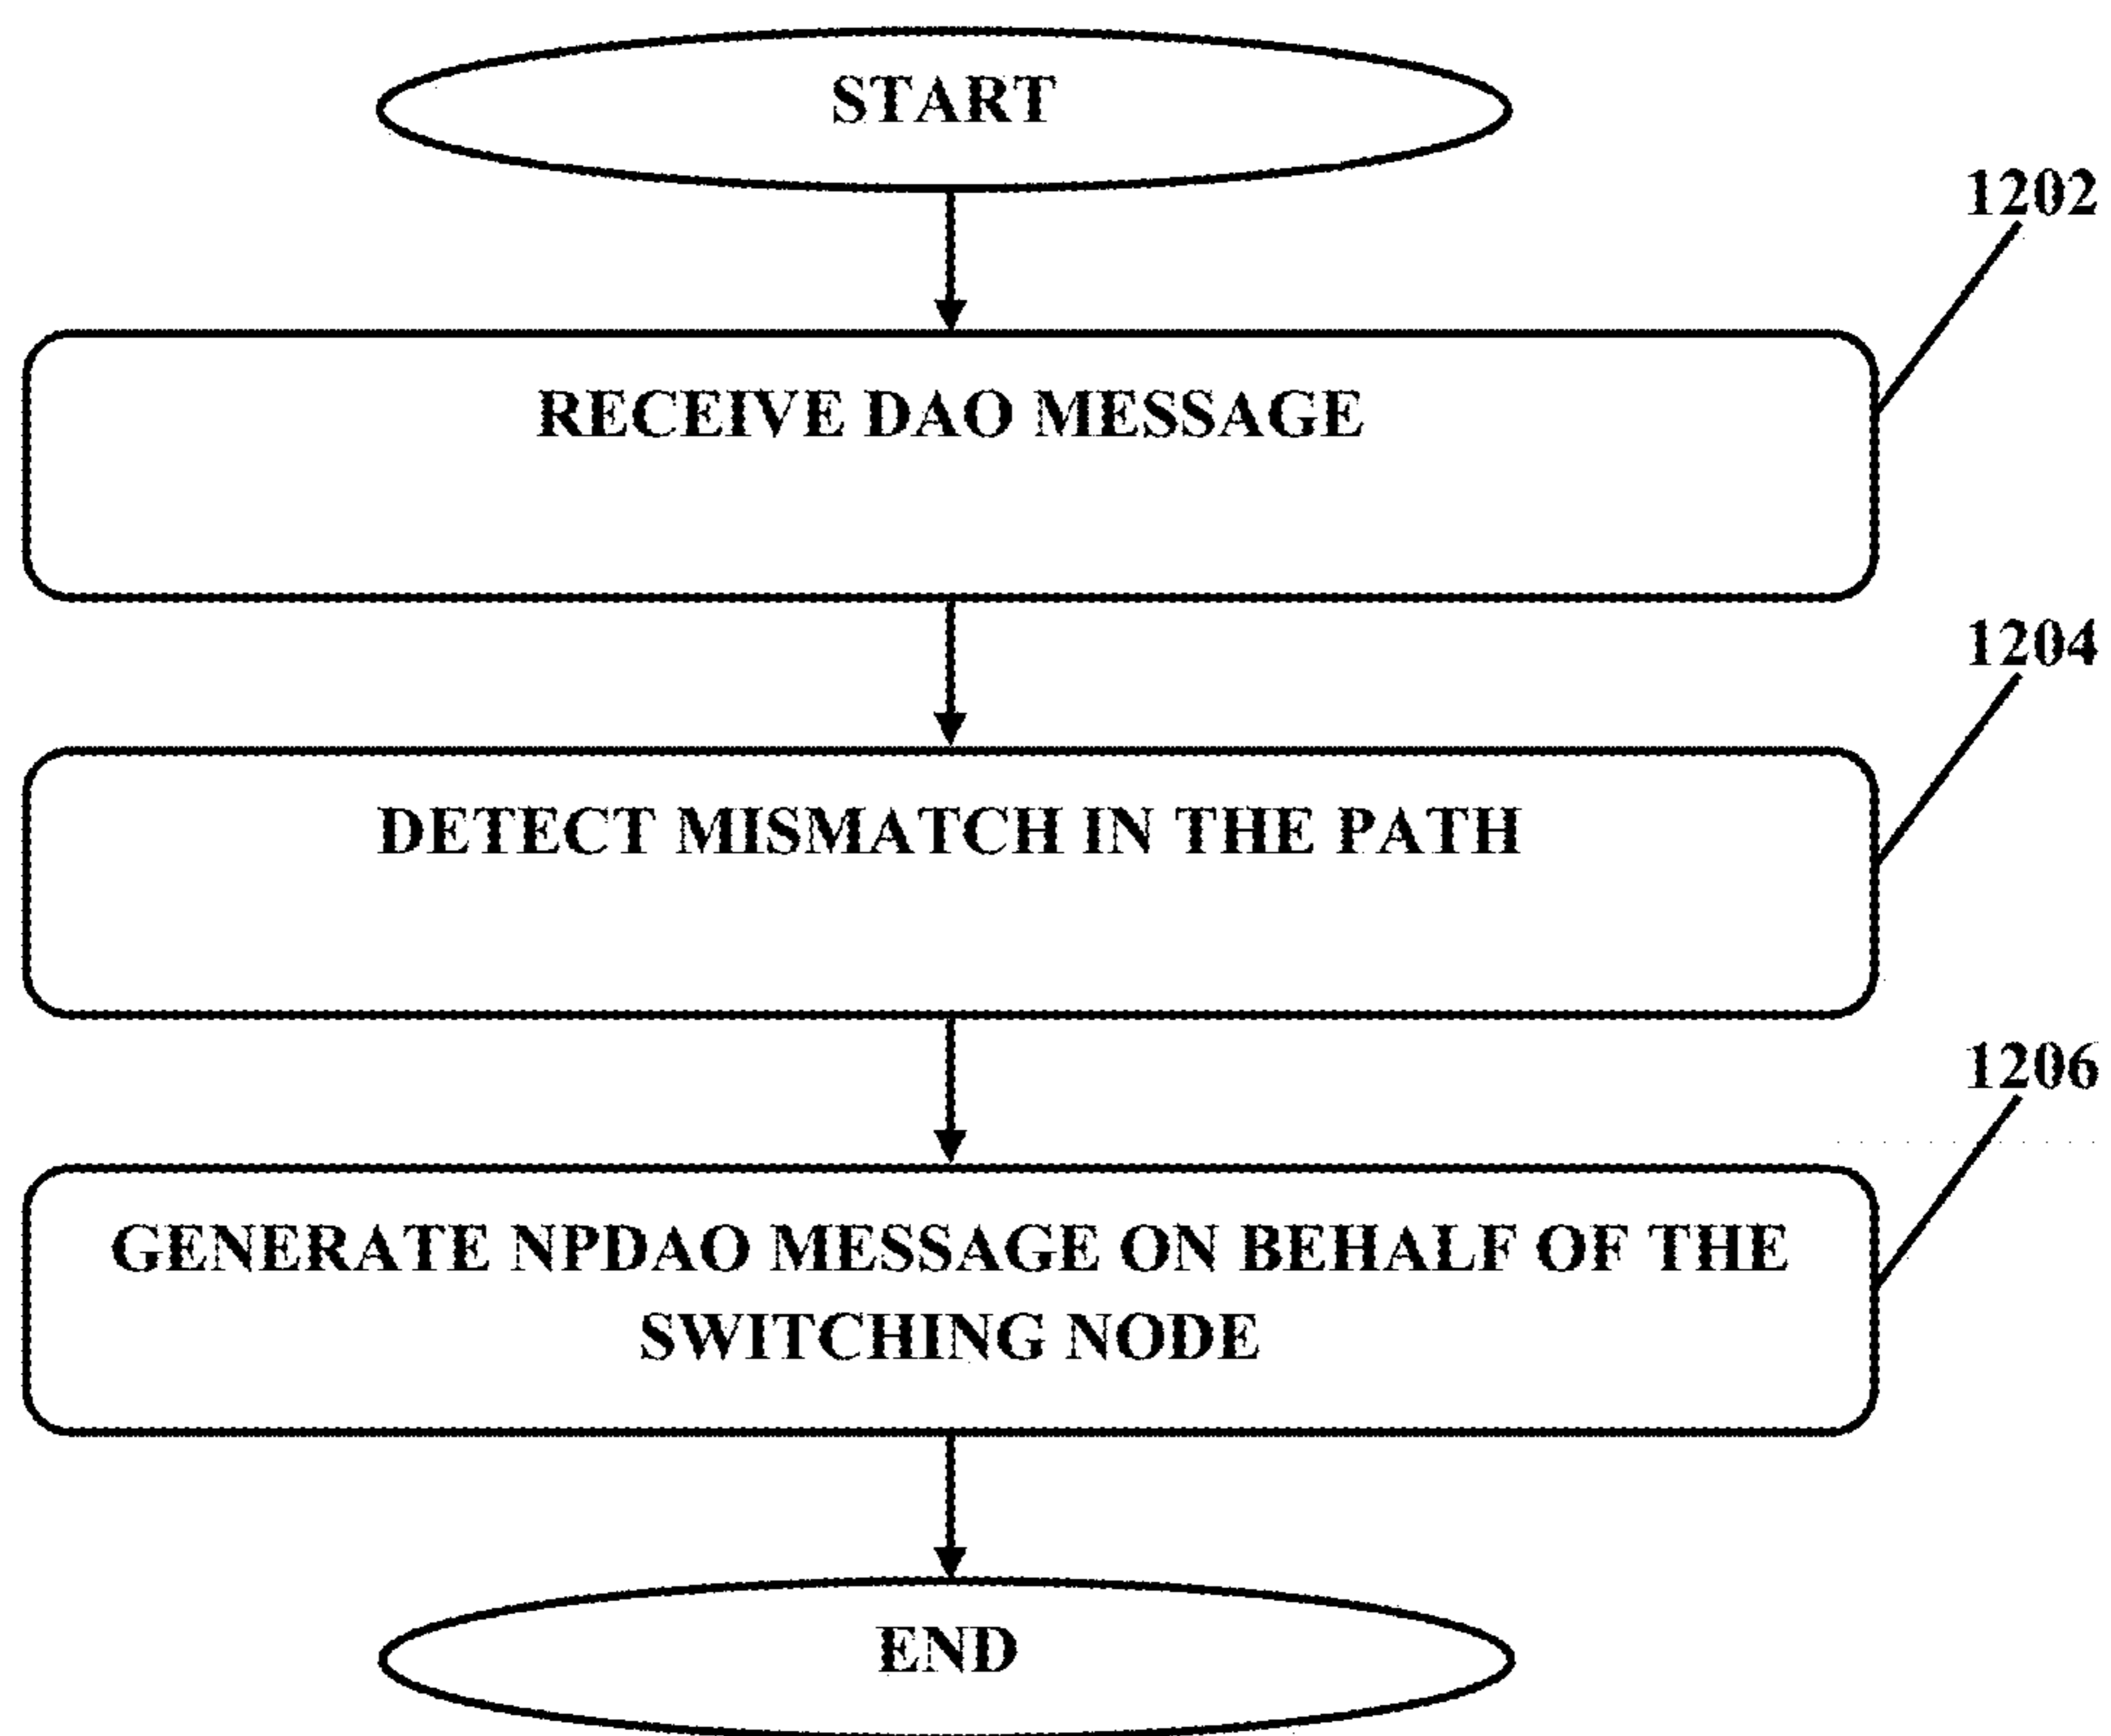 START
1202
RECEIVE DAO MESSAGE
1204
DETECT MISMATCH IN THE PATH
1206
GENERATE NPDAO MESSAGE ON BEHALF OF THE
SWITCHING NODE
END